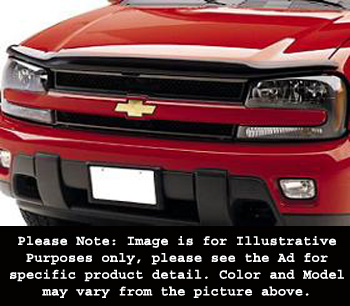 Please Note: Image is for Illustrative
Purposes only, please see the Ad for
specific product detail. Color and Model
may vary from the picture above.